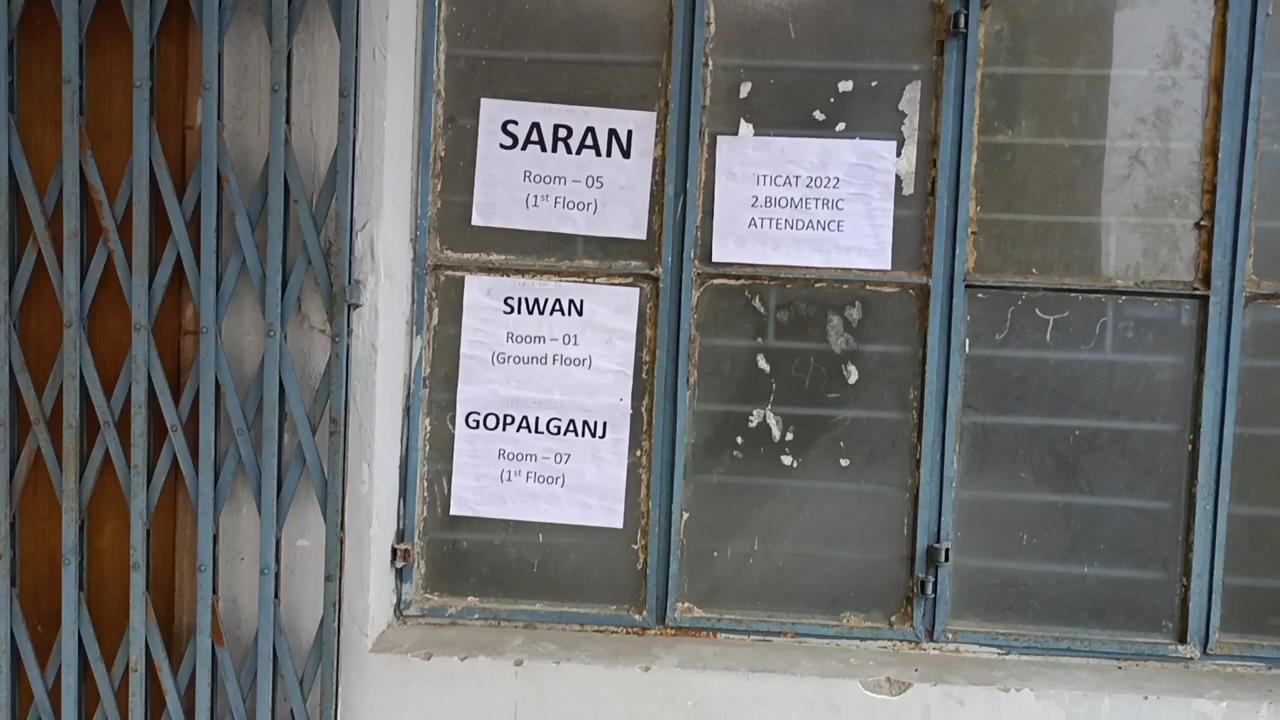 SARAN
Room – 05
(1st Floor)
ITICAT 2022
2.BIOMETRIC
ATTENDANCE
SIWAN
Room – 01
(Ground Floor)
GOPALGANJ
Room – 07
(1st Floor)